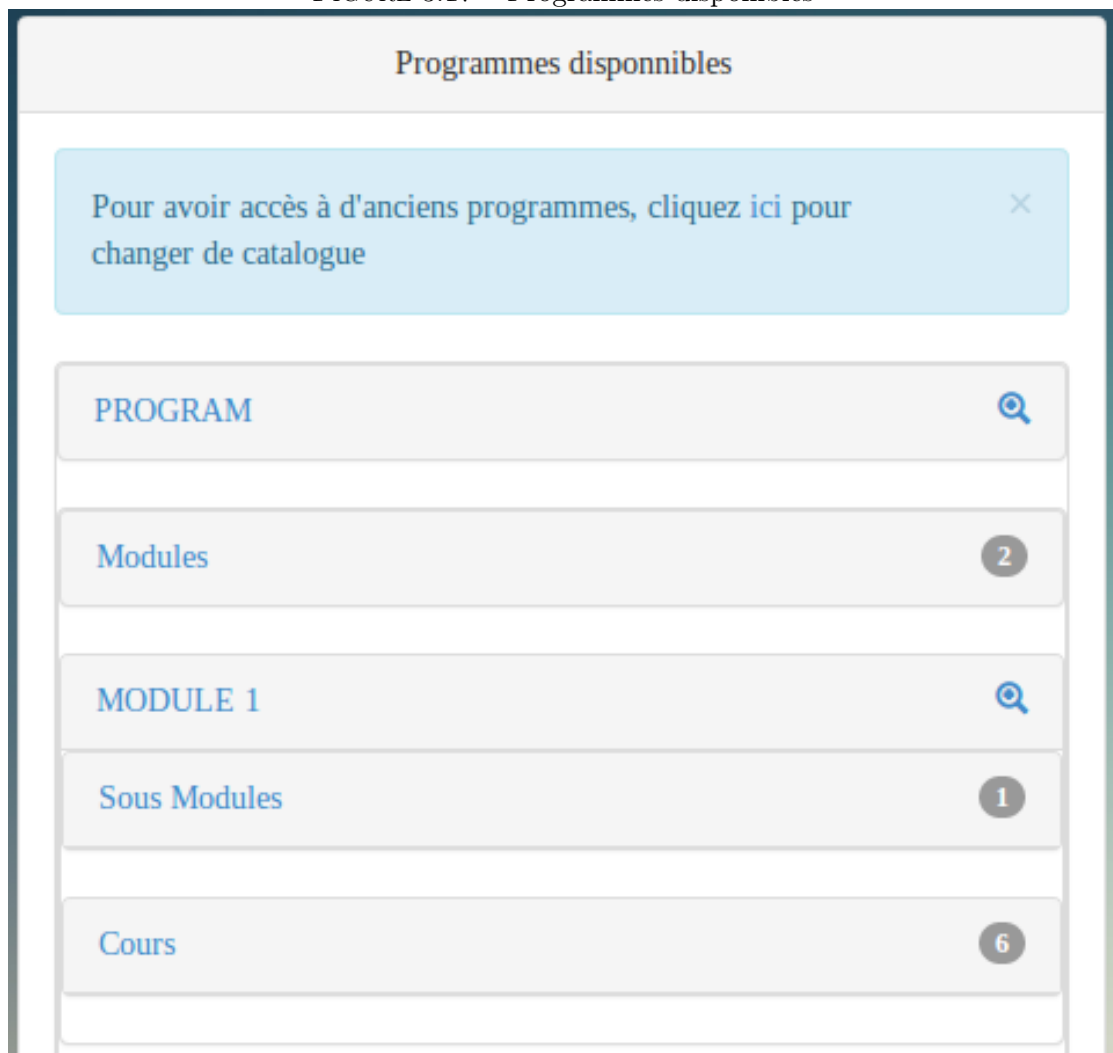 Programmes disponnibles
Pour avoir accès à d'anciens programmes, cliquez ici pour
changer de catalogue
×
PROGRAM
Modules 2
MODULE 1
Sous Modules 1
Cours 6